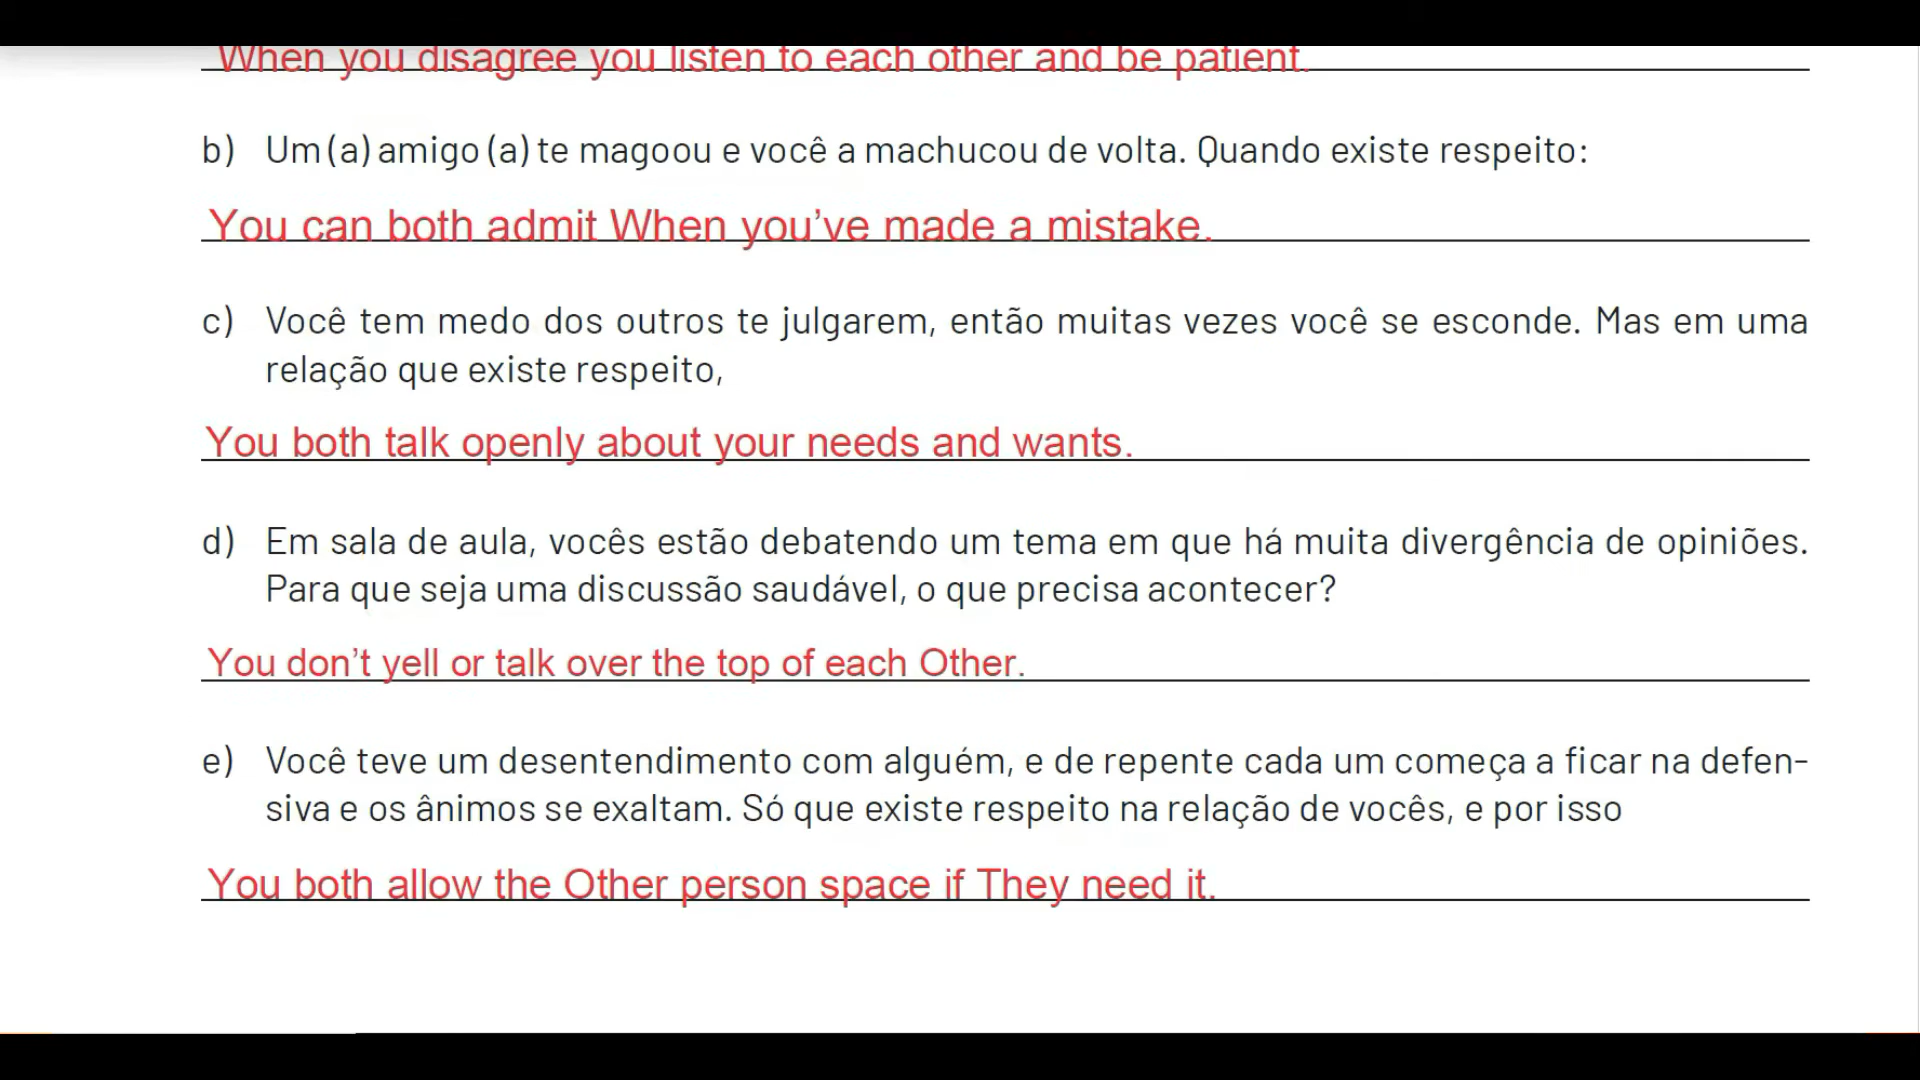 When you disagree you listen to each other and be patient.
b) Um (a) amigo (a) te magoou e você a machucou de volta. Quando existe respeito:
You can both admit When you’ve made a mistake.
c) Você tem medo dos outros te julgarem, então muitas vezes você se esconde. Mas em uma
relação que existe respeito,
You both talk openly about your needs and wants.
d) Em sala de aula, vocês estão debatendo um tema em que há muita divergência de opiniões.
Para que seja uma discussão saudável, o que precisa acontecer?
You don’t yell or talk over the top of each Other.
e) Você teve um desentendimento com alguém, e de repente cada um começa a ficar na defen-
siva e os ânimos se exaltam. Só que existe respeito na relação de vocês, e por isso
You both allow the Other person space if They need it.